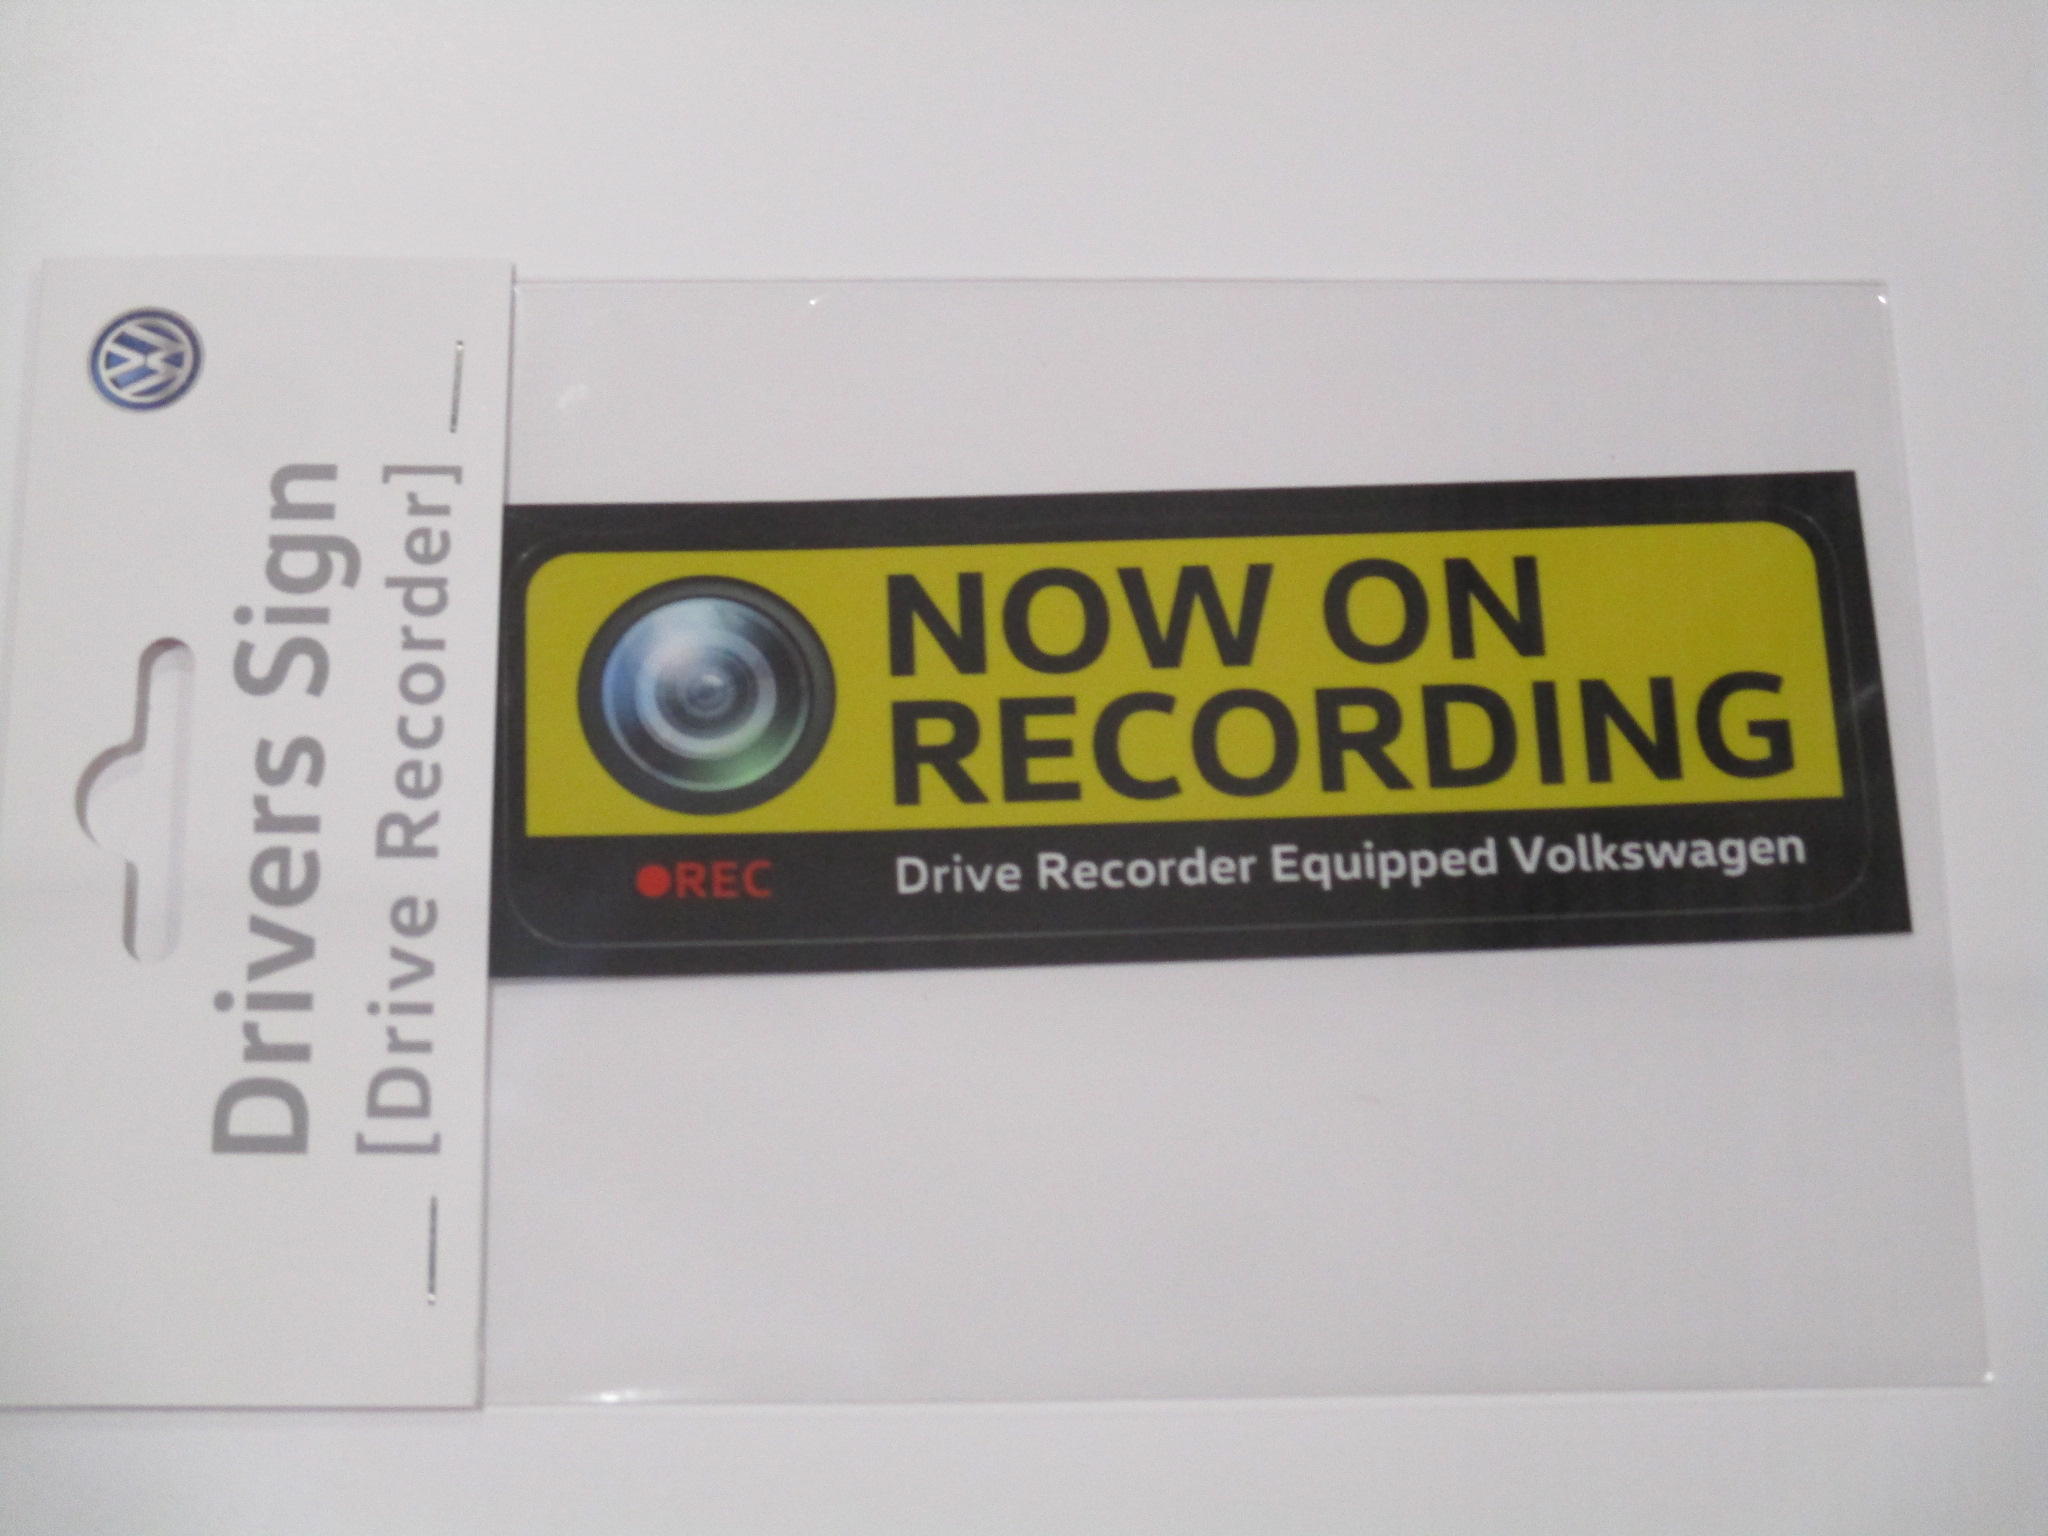 Drivers Sign
[Drive Recorder]
NOW ON
RECORDING
●REC
Drive Recorder Equipped Volkswagen